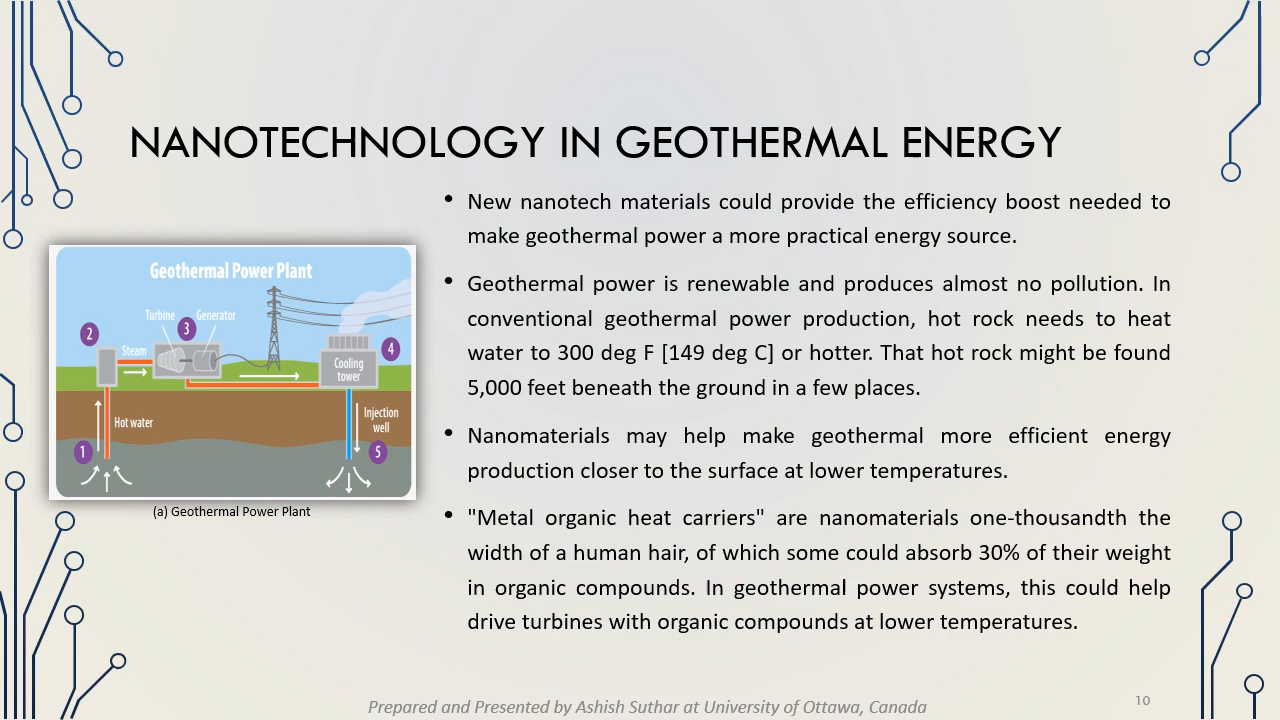 NANOTECHNOLOGY IN GEOTHERMAL ENERGY
Geothermal Power Plant
Turbine
Generator
2
3
Steam
4
Cooling
tower
Hot water
Injection
well
1
5
(a) Geothermal Power Plant
• New nanotech materials could provide the efficiency boost needed to
make geothermal power a more practical energy source.
• Geothermal power is renewable and produces almost no pollution. In
conventional geothermal power production, hot rock needs to heat
water to 300 deg F [149 deg C] or hotter. That hot rock might be found
5,000 feet beneath the ground in a few places.
• Nanomaterials may help make geothermal more efficient energy
production closer to the surface at lower temperatures.
• "Metal organic heat carriers" are nanomaterials one-thousandth the
width of a human hair, of which some could absorb 30% of their weight
in organic compounds. In geothermal power systems, this could help
drive turbines with organic compounds at lower temperatures.
Prepared and Presented by Ashish Suthar at University of Ottawa, Canada
10